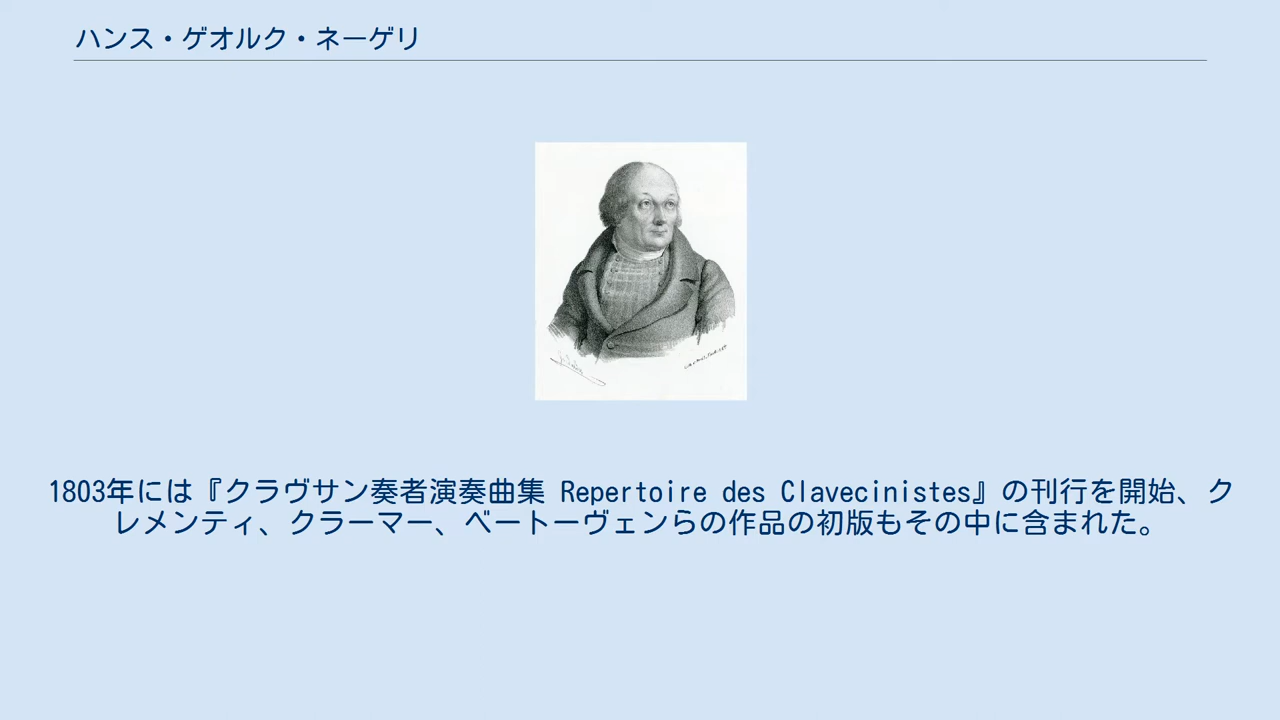 ハンス・ゲオルク・ネーゲリ
1803年には『クラヴサン奏者演奏曲集 Repertoire des Clavecinistes』の刊行を開始、ク
レメンティ、クラーマー、ベートーヴェンらの作品の初版もその中に含まれた。